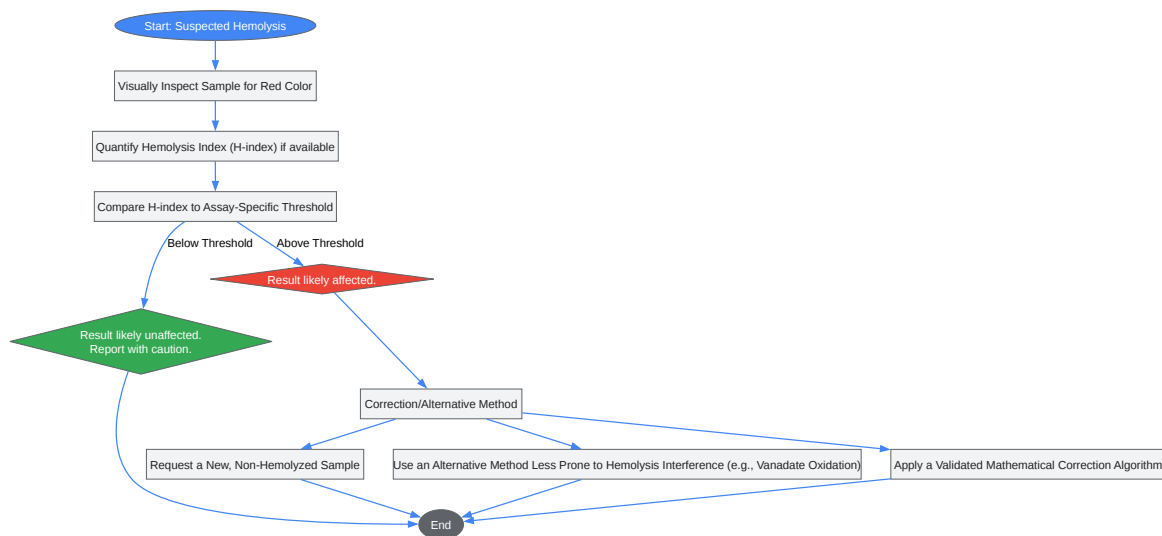 Start: Suspected Hemolysis
Visually Inspect Sample for Red Color
Quantify Hemolysis Index (H-index) if available
Compare H-index to Assay-Specific Threshold
Below Threshold
Above Threshold
Result likely affected.
Result likely unaffected.
Report with caution.
Correction/Alternative Method
Request a New, Non-Hemolyzed Sample
Use an Alternative Method Less Prone to Hemolysis Interference (e.g., Vanadate Oxidation)
Apply a Validated Mathematical Correction Algorithm
End